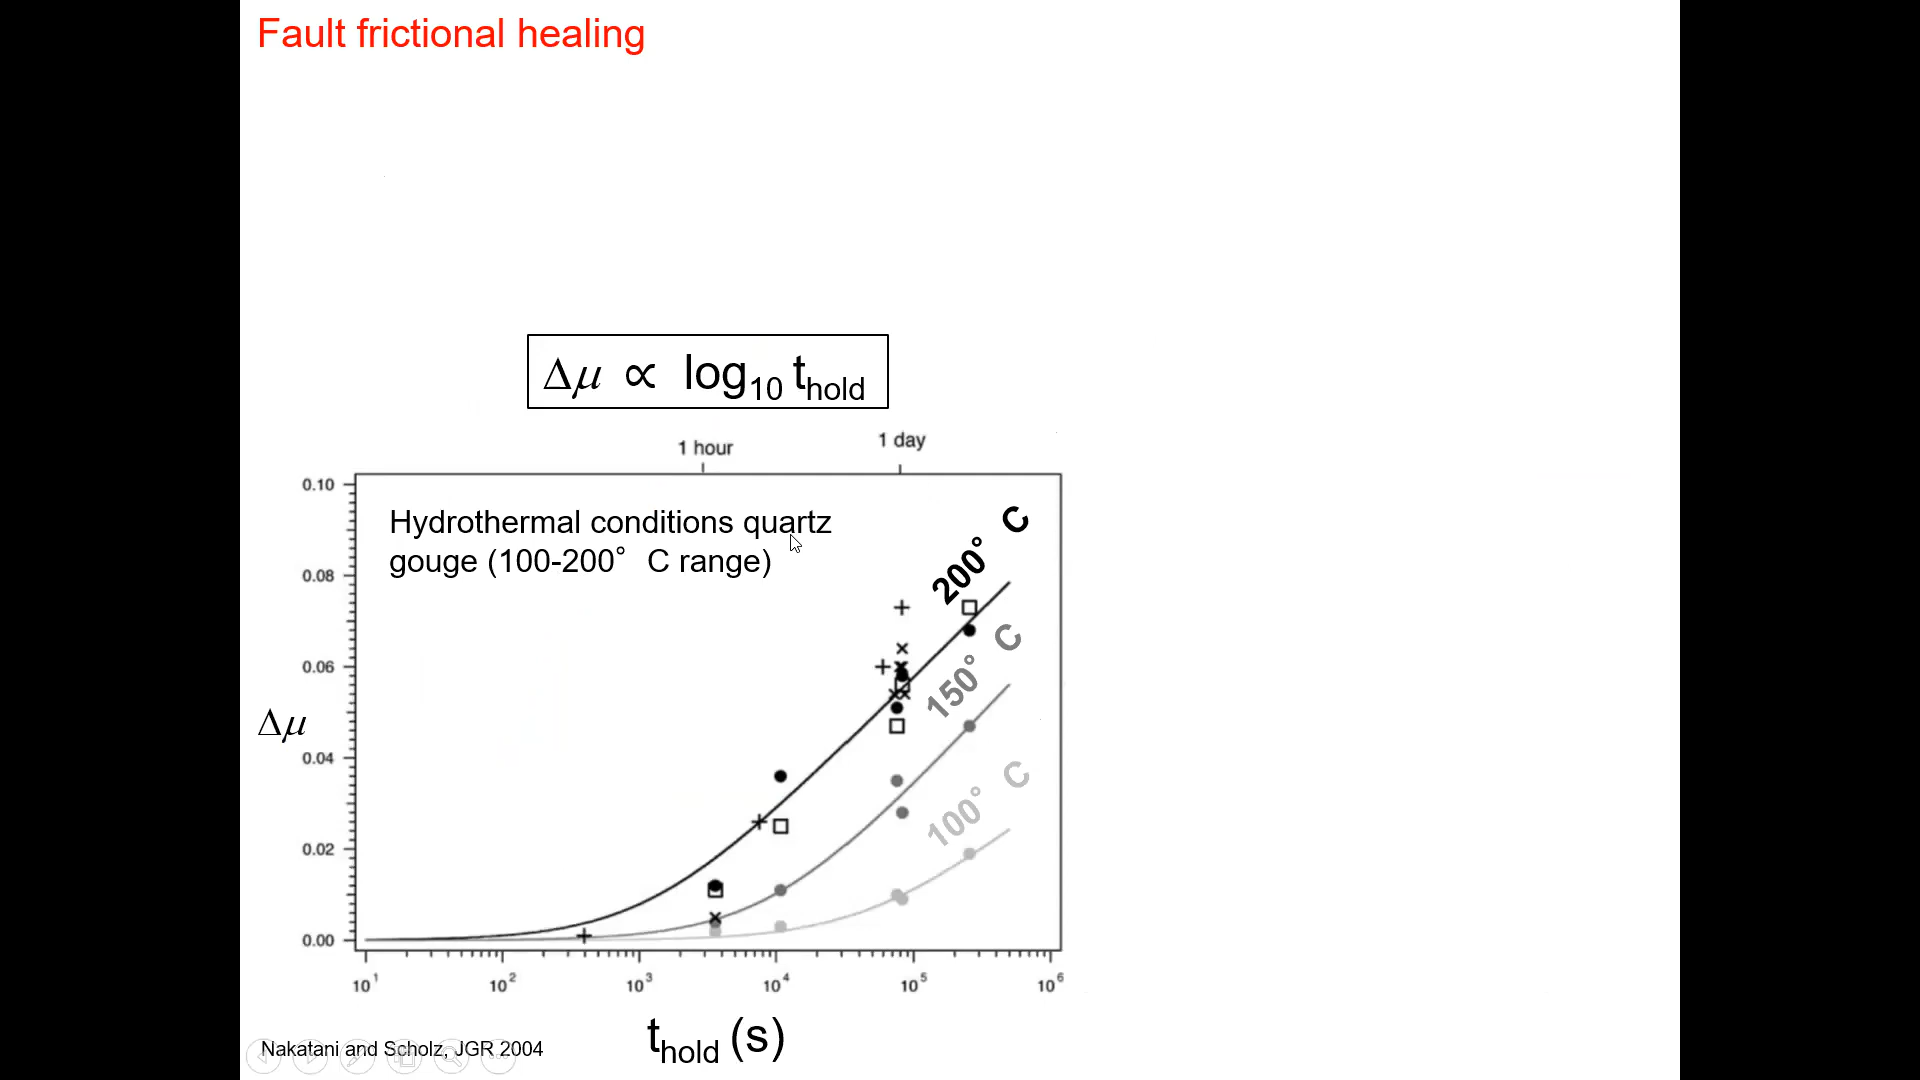 Fault frictional healing
Δμ ∝ log₁₀ t_hold
1 hour
1 day
0.10
0.08
0.06
0.04
0.02
0.00
Hydrothermal conditions quartz
gouge (100-200° C range)
200° C
150° C
100° C
Δμ
10¹
10²
10³
10⁴
10⁵
10⁶
t_hold (s)
Nakatani and Scholz, JGR 2004